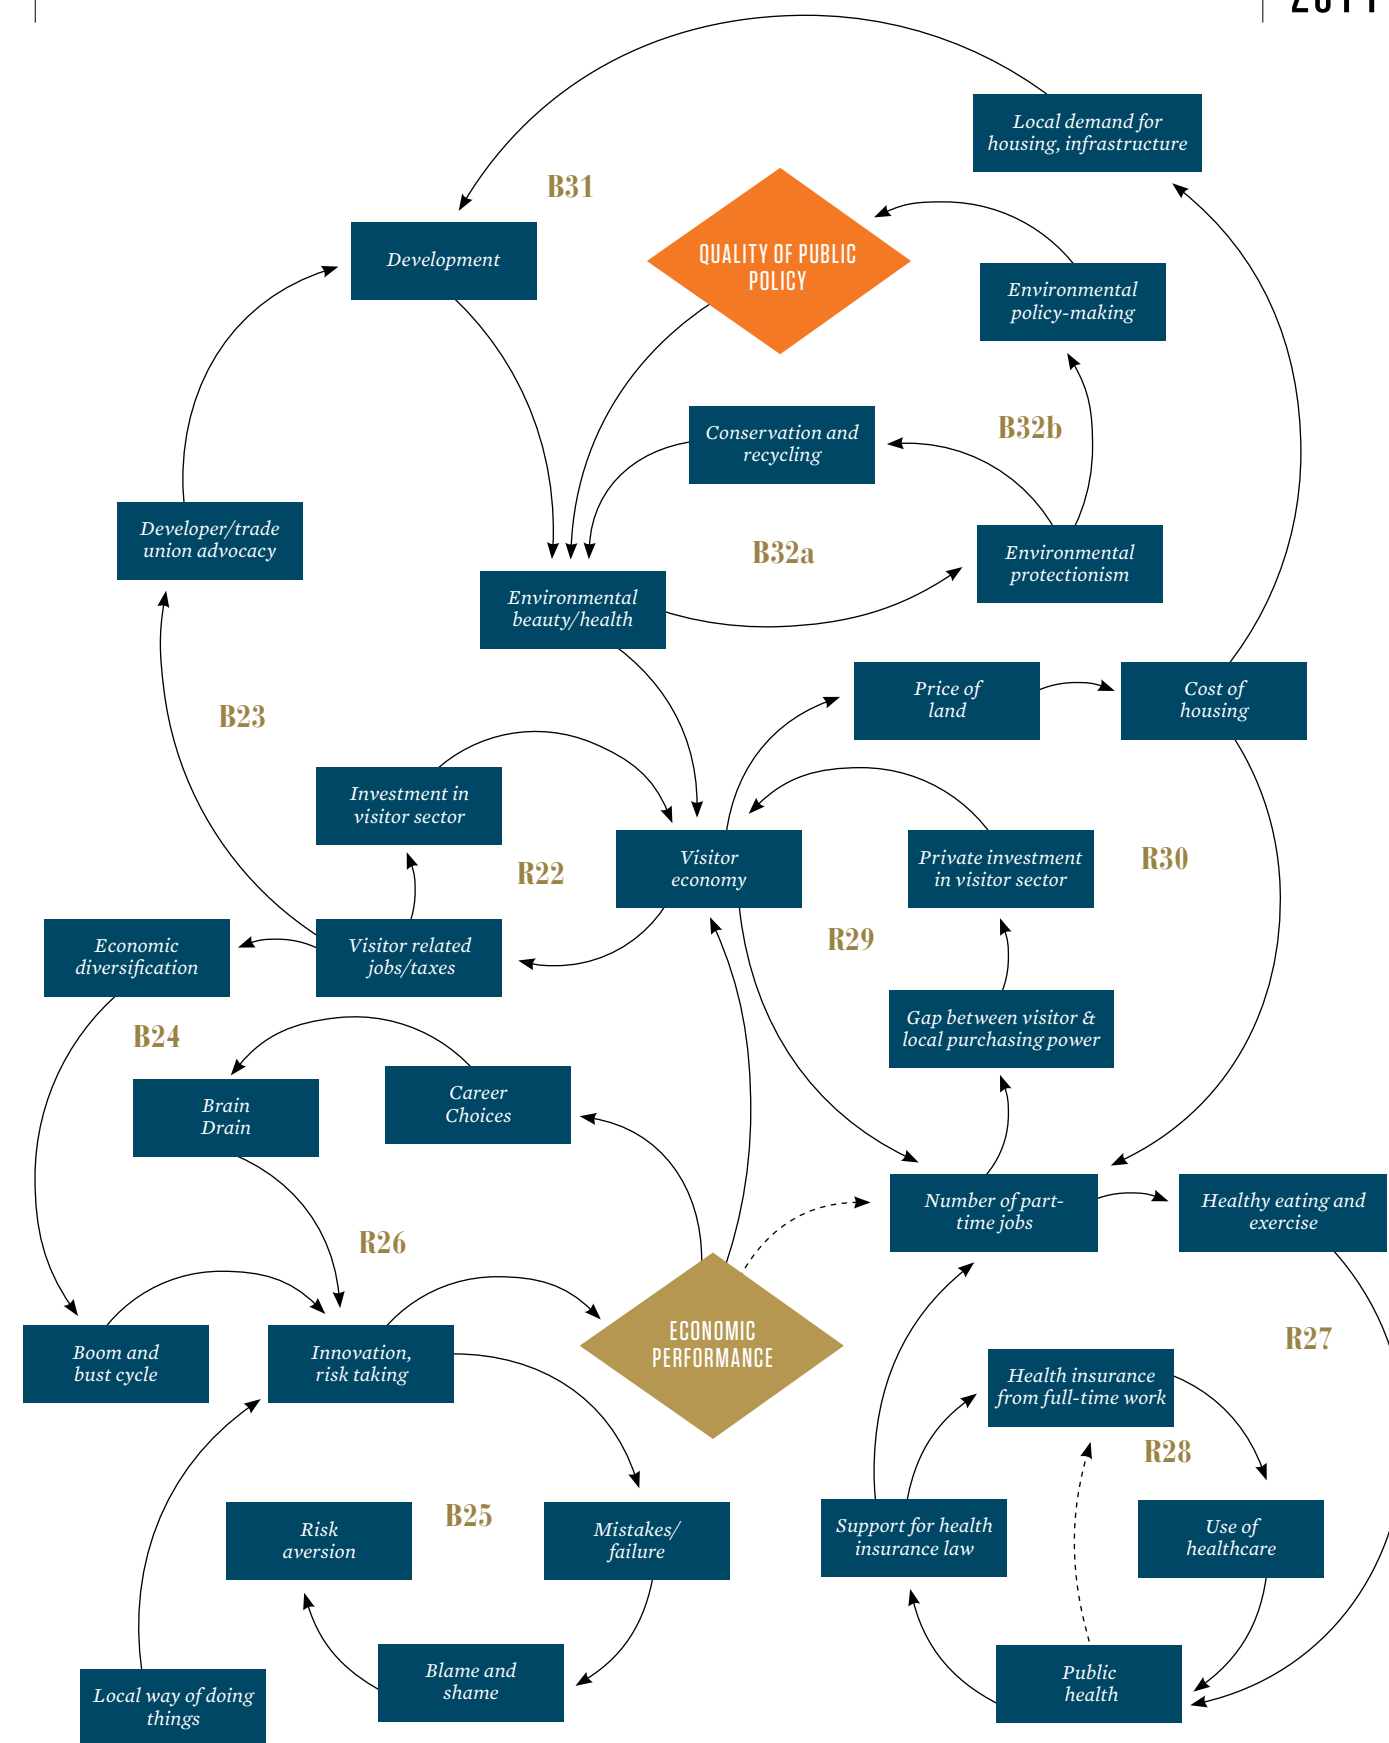 Local demand for
housing, infrastructure
B31
QUALITY OF PUBLIC
POLICY
Development
Environmental
policy-making
Conservation and
recycling
B32b
Developer/trade
union advocacy
B32a
Environmental
protectionism
Environmental
beauty/health
Price of
land
Cost of
housing
B23
Investment in
visitor sector
R22
Visitor
economy
Private investment
in visitor sector
R30
Economic
diversification
Visitor related
jobs/taxes
R29
B24
Gap between visitor &
local purchasing power
Brain
Drain
Career
Choices
R26
Number of part-
time jobs
Healthy eating and
exercise
Boom and
bust cycle
Innovation,
risk taking
ECONOMIC
PERFORMANCE
R27
Health insurance
from full-time work
R28
Risk
aversion
B25
Mistakes/
failure
Support for health
insurance law
Use of
healthcare
Blame and
shame
Public
health
Local way of doing
things